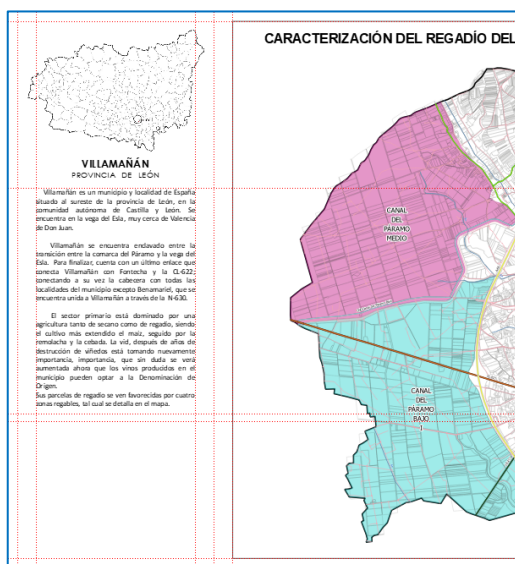 CARACTERIZACIÓN DEL REGADÍO DEL
VILLAMAÑÁN
PROVINCIA DE LEÓN
Villamañán es un municipio y localidad de España
situado al sureste de la provincia de León, en la
comunidad autónoma de Castilla y León. Se
encuentra en la vega del Esla, muy cerca de Valencia
de Don Juan.
Villamañán se encuentra enclavado entre la
transición entre la comarca del Páramo y la vega del
Esla. Para finalizar, cuenta con un último enlace que
conecta Villamañán con Fontecha y la CL-622;
conectando a su vez la cabecera con todas las
localidades del municipio excepto Benamariel, que se
encuentra unida a Villamañán a través de la N-630.
El sector primario está dominado por una
agricultura tanto de secano como de regadío, siendo
el cultivo más extendido el maíz, seguido por la
remolacha y la cebada. La vid, después de años de
destrucción de viñedos está tomando nuevamente
importancia, importancia, que sin duda se verá
aumentada ahora que los vinos producidos en el
municipio pueden optar a la Denominación de
Origen.
Sus parcelas de regadío se ven favorecidas por cuatro
zonas regables, tal cual se detalla en el mapa.
CANAL
DEL
PÁRAMO
MEDIO
CANAL
DEL
PÁRAMO
BAJO
I